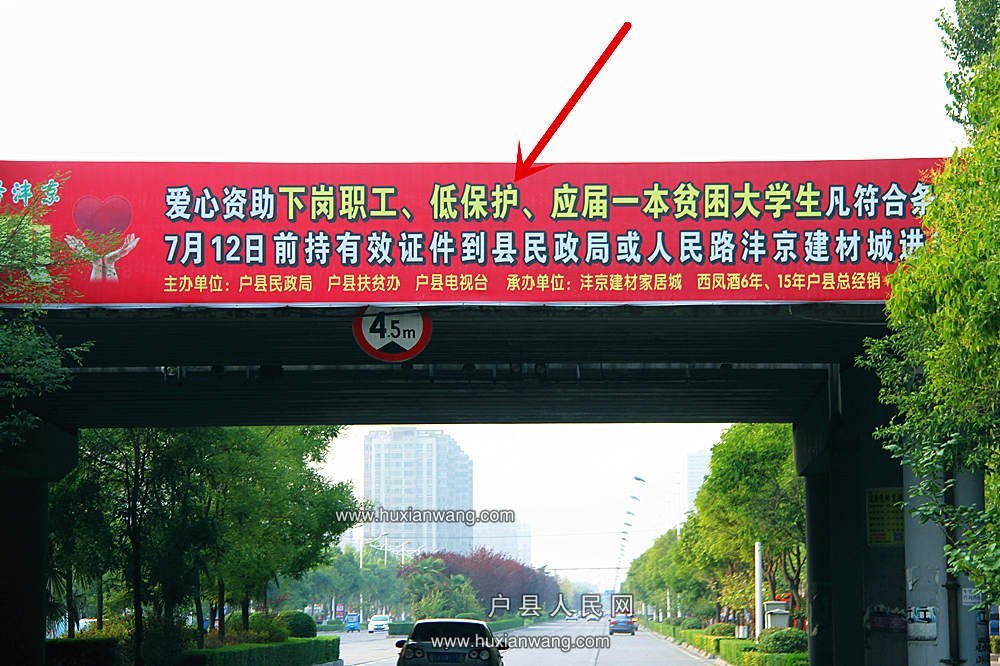 沣京
爱心资助下岗职工、低保护、应届一本贫困大学生凡符合条
7月12日前持有效证件到县民政局或人民路沣京建材城进
主办单位：户县民政局 户县扶贫办 户县电视台 承办单位：沣京建材家居城 西凤酒6年、15年户县总经销
4.5m
www.huxianwang.com
户县人民网
www.huxianwang.com